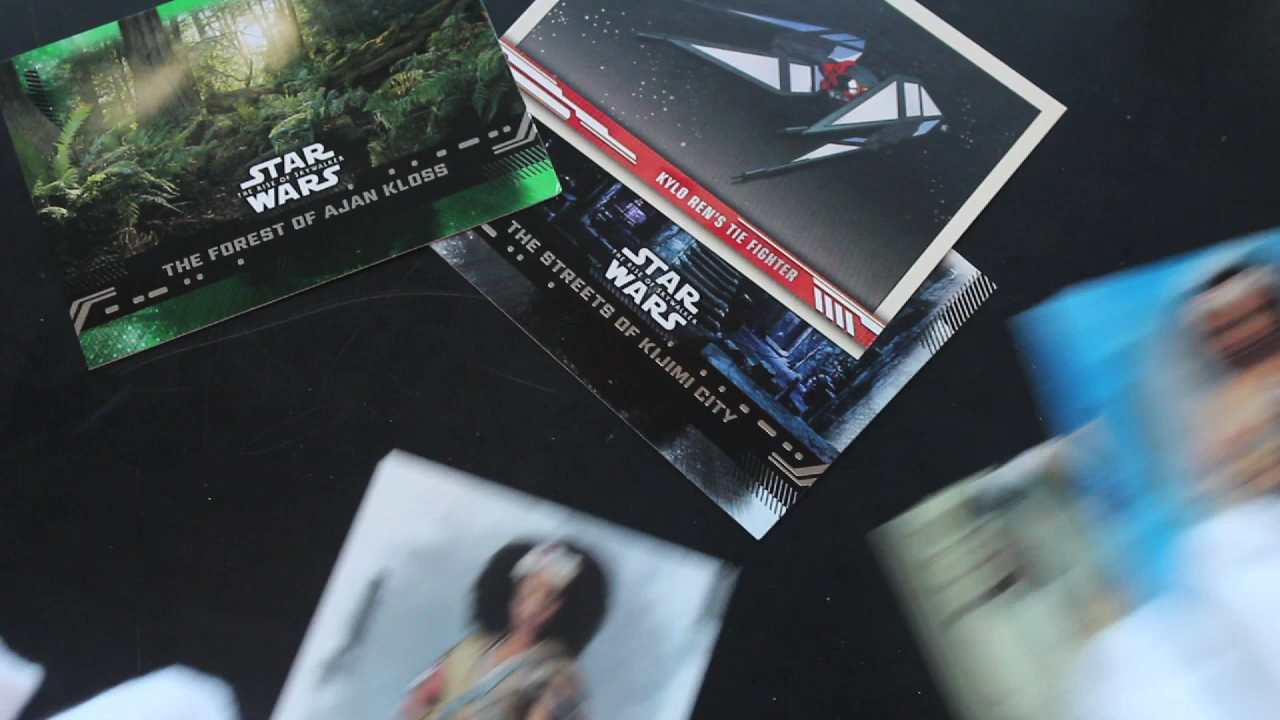 STAR
THE RISE OF SKYWALKER
WARS
THE FOREST OF AJAN KLOSS
KYLO REN'S TIE FIGHTER
STAR
THE RISE OF SKYWALKER
WARS
THE STREETS OF KIJIMI CITY